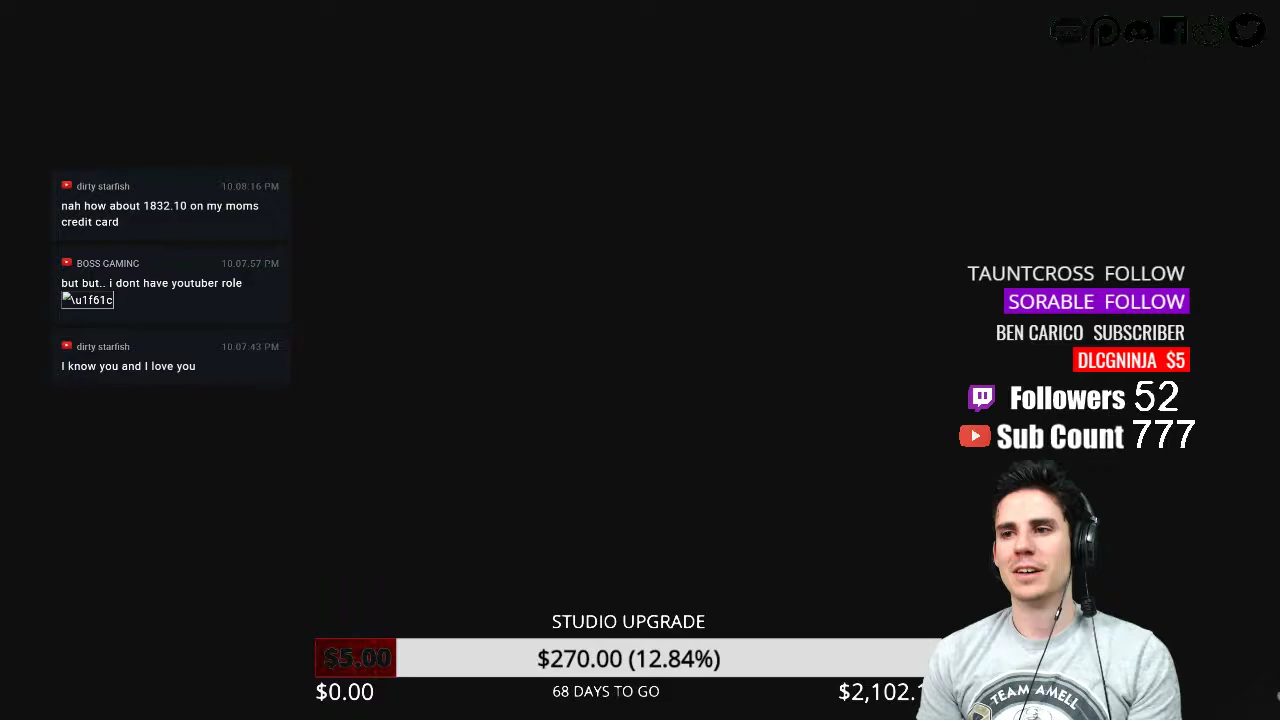 dirty starfish 10.08.16 PM
nah how about 1832.10 on my moms
credit card
BOSS GAMING 10.07.57 PM
but but.. i dont have youtuber role
\u1f61c
dirty starfish 10.07.43 PM
I know you and I love you
TAUNTCROSS FOLLOW
SORABLE FOLLOW
BEN CARICO SUBSCRIBER
DLCGNINJA $5
Followers 52
Sub Count 777
STUDIO UPGRADE
$5.00 $270.00 (12.84%)
$0.00 68 DAYS TO GO $2,102.
TEAM AMELL